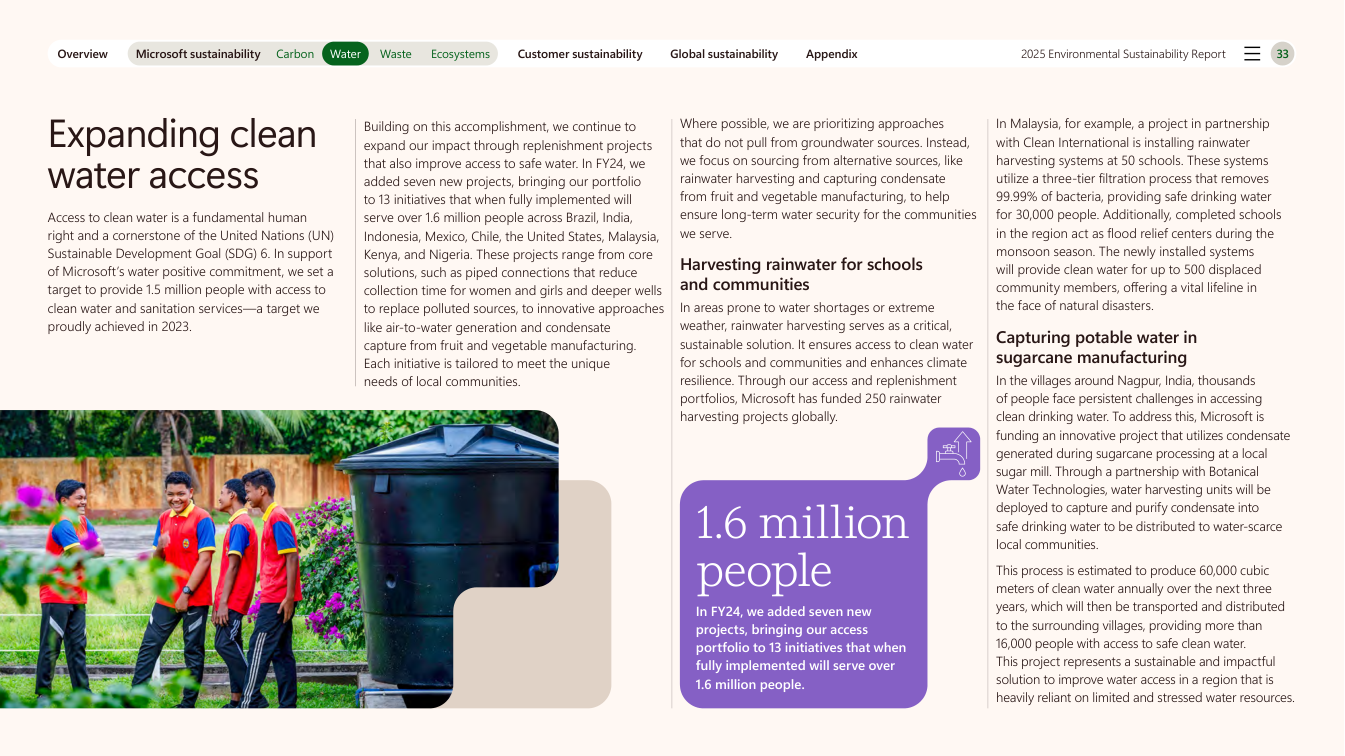 Overview
Microsoft sustainability
Carbon
Water
Waste
Ecosystems
Customer sustainability
Global sustainability
Appendix
2025 Environmental Sustainability Report
33
Expanding clean
water access
Access to clean water is a fundamental human
right and a cornerstone of the United Nations (UN)
Sustainable Development Goal (SDG) 6. In support
of Microsoft’s water positive commitment, we set a
target to provide 1.5 million people with access to
clean water and sanitation services—a target we
proudly achieved in 2023.
Building on this accomplishment, we continue to
expand our impact through replenishment projects
that also improve access to safe water. In FY24, we
added seven new projects, bringing our portfolio
to 13 initiatives that when fully implemented will
serve over 1.6 million people across Brazil, India,
Indonesia, Mexico, Chile, the United States, Malaysia,
Kenya, and Nigeria. These projects range from core
solutions, such as piped connections that reduce
collection time for women and girls and deeper wells
to replace polluted sources, to innovative approaches
like air-to-water generation and condensate
capture from fruit and vegetable manufacturing.
Each initiative is tailored to meet the unique
needs of local communities.
Where possible, we are prioritizing approaches
that do not pull from groundwater sources. Instead,
we focus on sourcing from alternative sources, like
rainwater harvesting and capturing condensate
from fruit and vegetable manufacturing, to help
ensure long-term water security for the communities
we serve.
Harvesting rainwater for schools
and communities
In areas prone to water shortages or extreme
weather, rainwater harvesting serves as a critical,
sustainable solution. It ensures access to clean water
for schools and communities and enhances climate
resilience. Through our access and replenishment
portfolios, Microsoft has funded 250 rainwater
harvesting projects globally.
1.6 million
people
In FY24, we added seven new
projects, bringing our access
portfolio to 13 initiatives that when
fully implemented will serve over
1.6 million people.
In Malaysia, for example, a project in partnership
with Clean International is installing rainwater
harvesting systems at 50 schools. These systems
utilize a three-tier filtration process that removes
99.99% of bacteria, providing safe drinking water
for 30,000 people. Additionally, completed schools
in the region act as flood relief centers during the
monsoon season. The newly installed systems
will provide clean water for up to 500 displaced
community members, offering a vital lifeline in
the face of natural disasters.
Capturing potable water in
sugarcane manufacturing
In the villages around Nagpur, India, thousands
of people face persistent challenges in accessing
clean drinking water. To address this, Microsoft is
funding an innovative project that utilizes condensate
generated during sugarcane processing at a local
sugar mill. Through a partnership with Botanical
Water Technologies, water harvesting units will be
deployed to capture and purify condensate into
safe drinking water to be distributed to water-scarce
local communities.
This process is estimated to produce 60,000 cubic
meters of clean water annually over the next three
years, which will then be transported and distributed
to the surrounding villages, providing more than
16,000 people with access to safe clean water.
This project represents a sustainable and impactful
solution to improve water access in a region that is
heavily reliant on limited and stressed water resources.